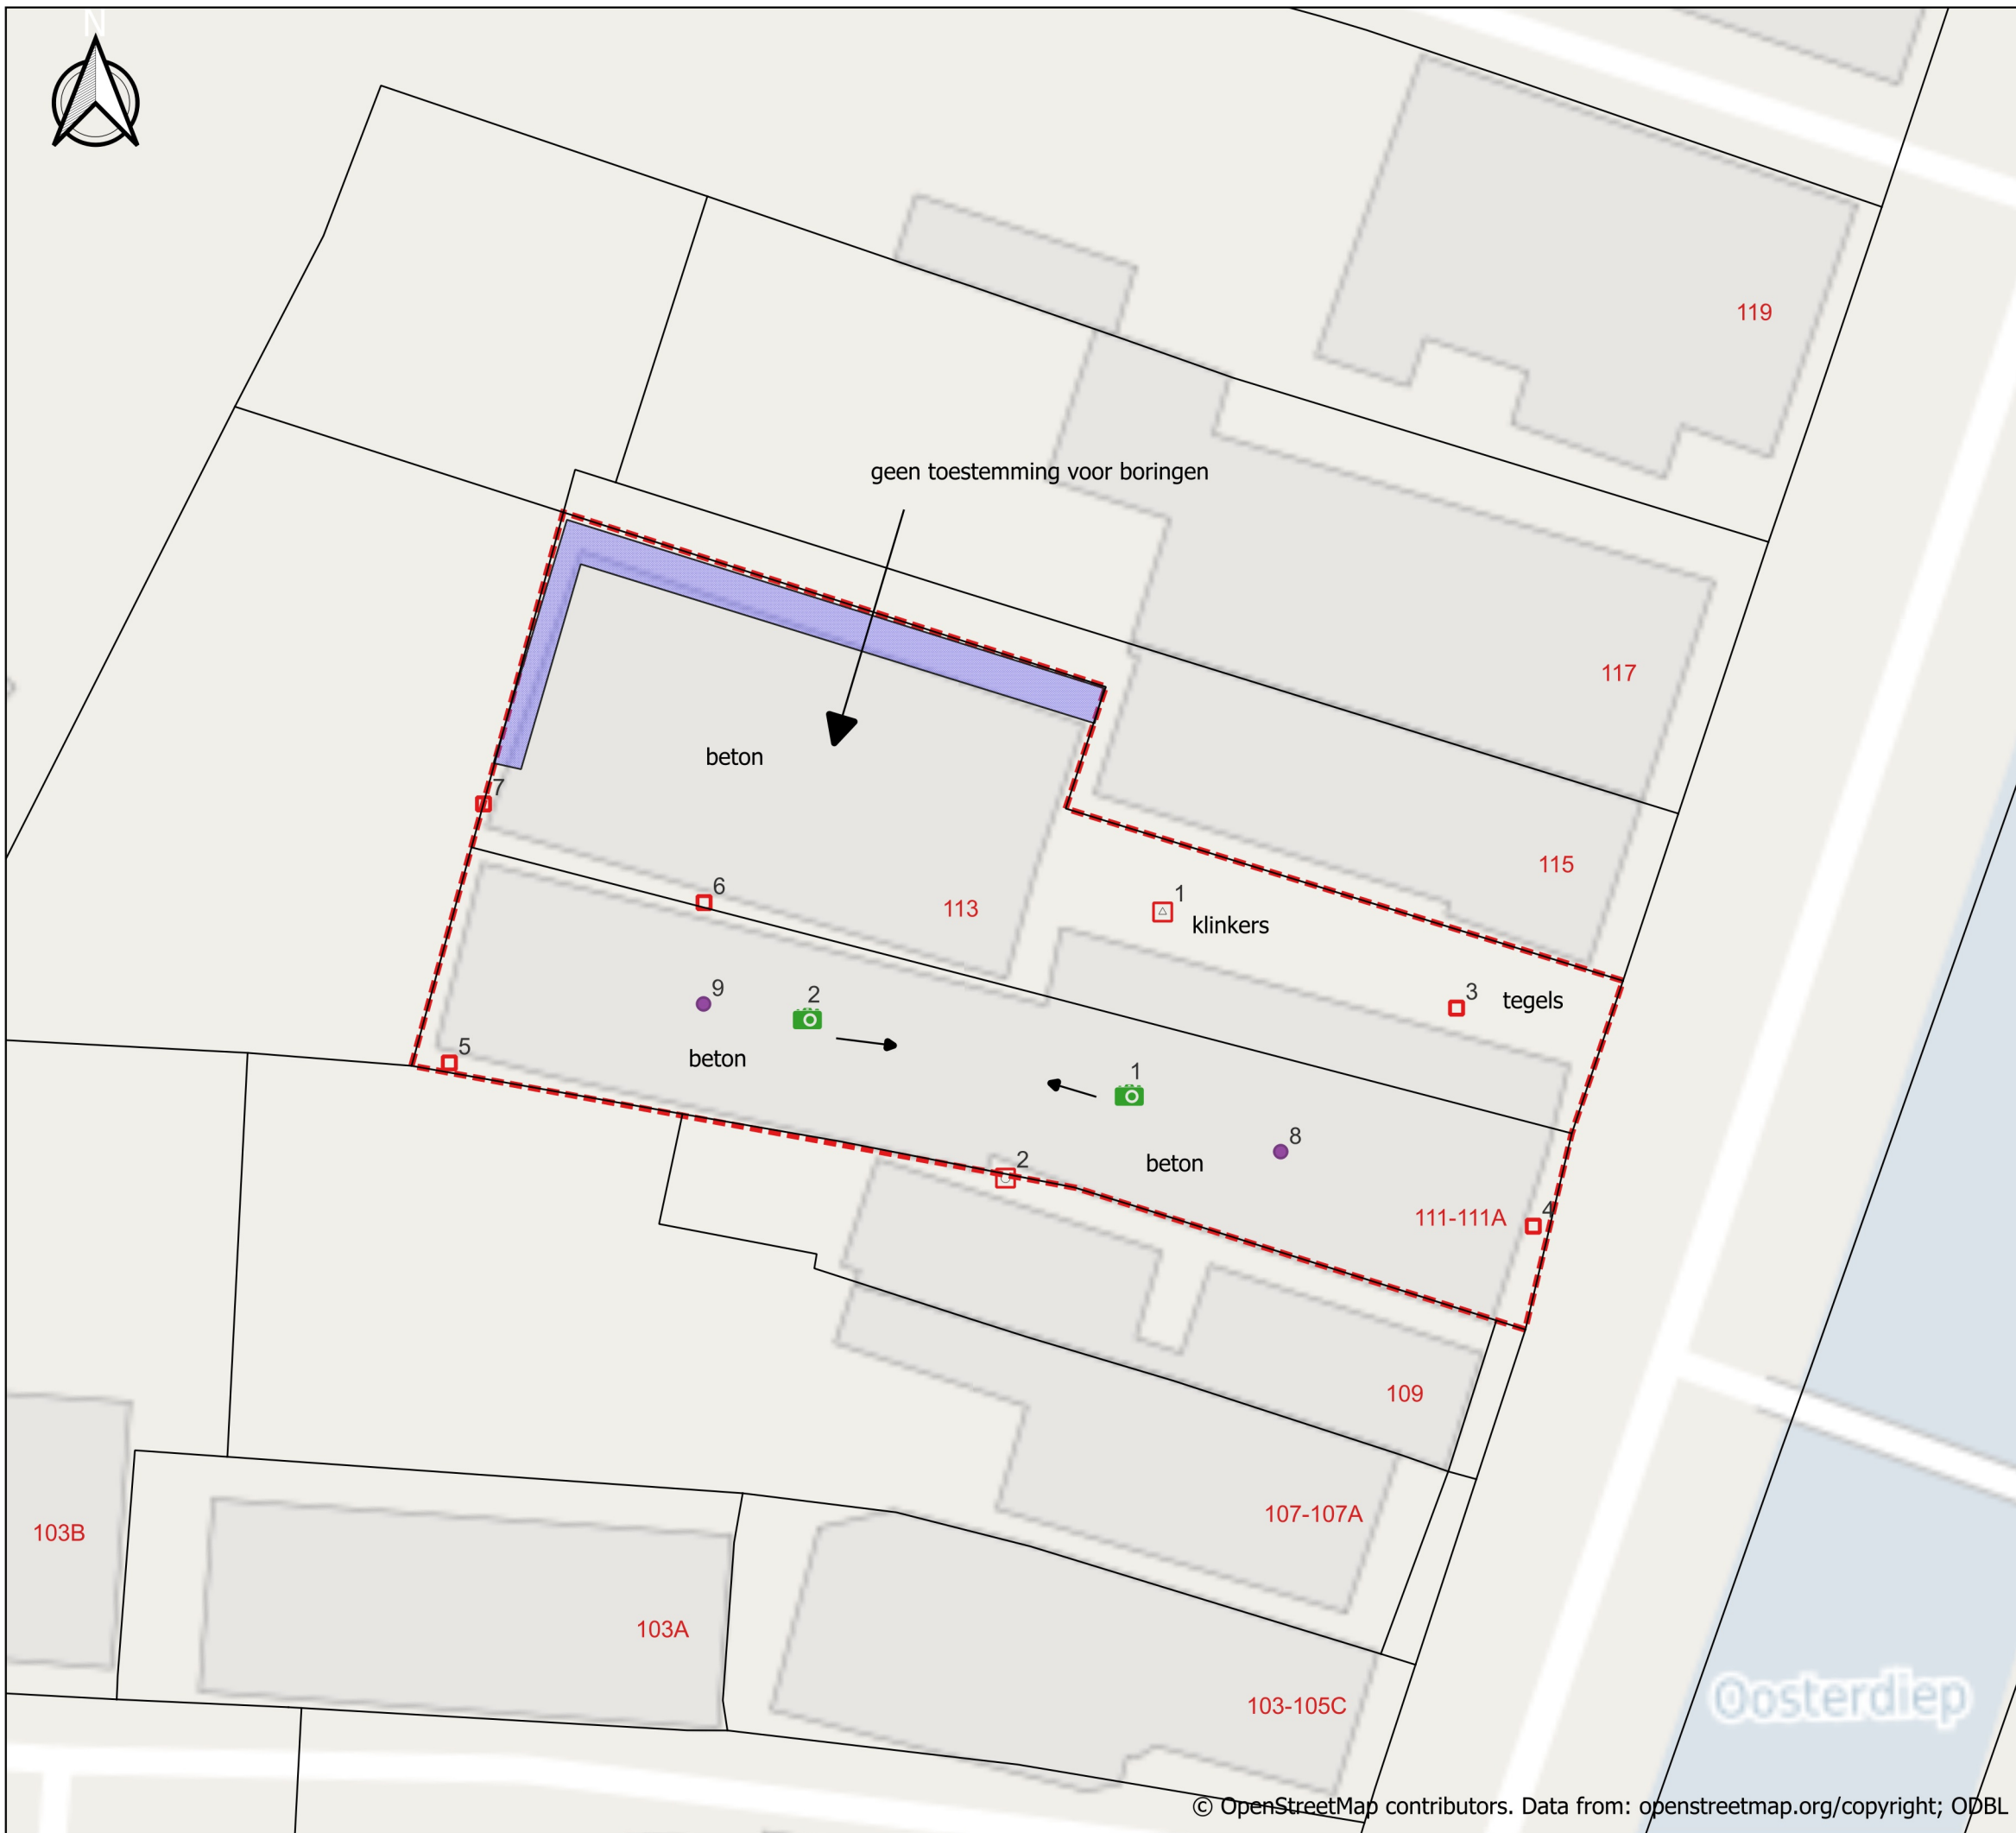 N
119
geen toestemming voor boringen
117
beton
7
115
6
113
1
klinkers
9
2
3
tegels
5
beton
1
8
2
beton
111-111A
4
109
107-107A
103B
103A
103-105C
Oosterdiep
© OpenStreetMap contributors. Data from: openstreetmap.org/copyright; ODBL